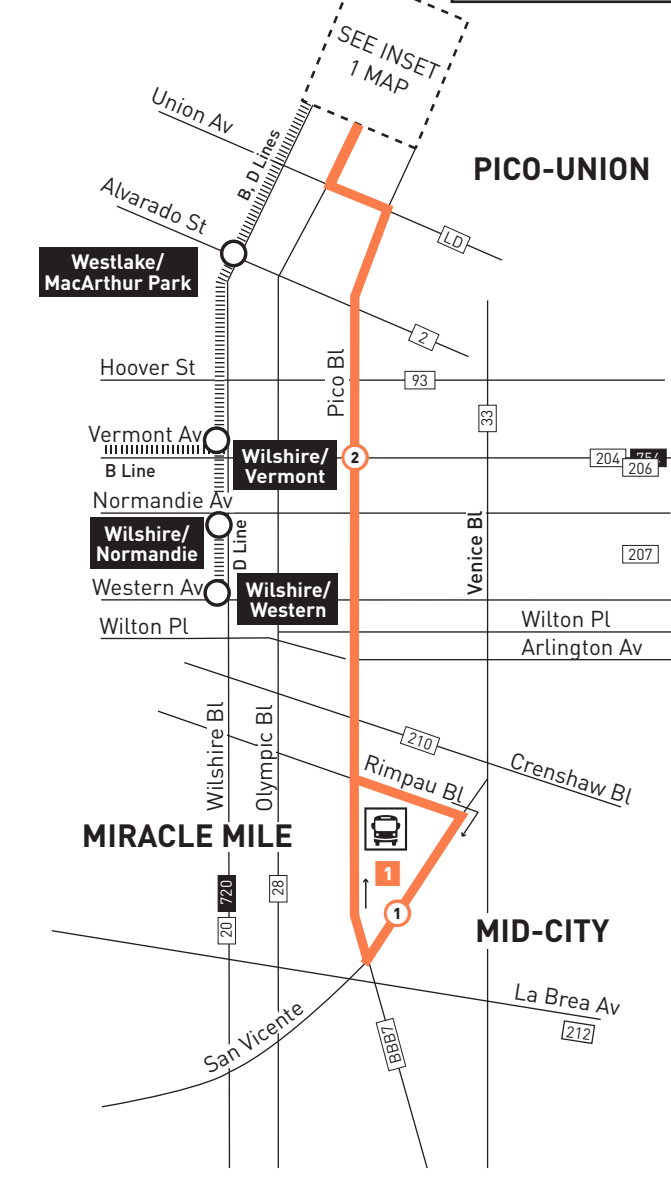 SEE INSET
1 MAP
Union Av
B, D Lines
PICO-UNION
Alvarado St
LD
Westlake/
MacArthur Park
2
Pico Bl
Hoover St
93
33
Vermont Av
B Line
Wilshire/
Vermont
2
204
754
206
Normandie Av
Wilshire/
Normandie
D Line
Venice Bl
207
Western Av
Wilshire/
Western
Wilton Pl
Wilton Pl
Arlington Av
Wilshire Bl
Olympic Bl
210
Crenshaw Bl
Rimpau Bl
MIRACLE MILE
1
720
20
28
1
MID-CITY
La Brea Av
212
San Vicente
BBB7